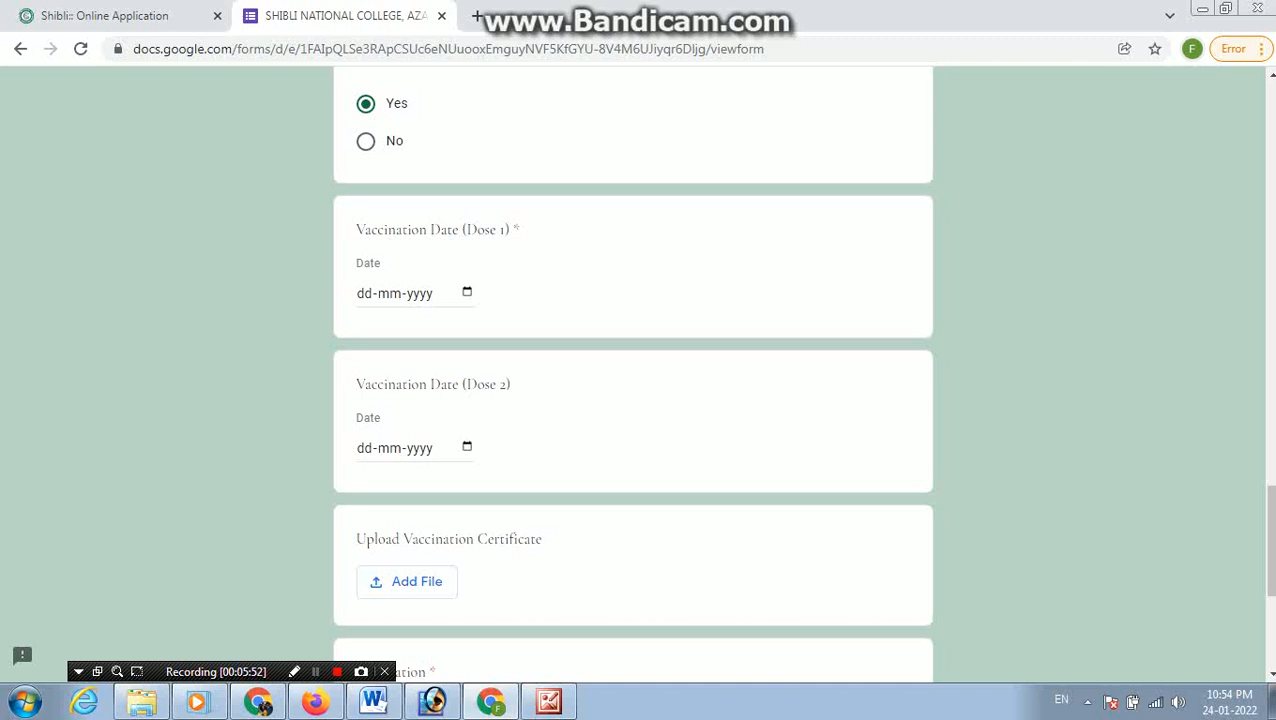 www.Bandicam.com
Shibli:: Online Application
SHIBLI NATIONAL COLLEGE, AZA
docs.google.com/forms/d/e/1FAIpQLSe3RApCSUc6eNUuooxEmguyNVF5KfGYU-8V4M6UJiyqr6Dljg/viewform
F
Error
Yes
No
Vaccination Date (Dose 1) *
Date
dd-mm-yyyy
Vaccination Date (Dose 2)
Date
dd-mm-yyyy
Upload Vaccination Certificate
Add File
ation *
Recording [00:05:52]
EN
10:54 PM
24-01-2022